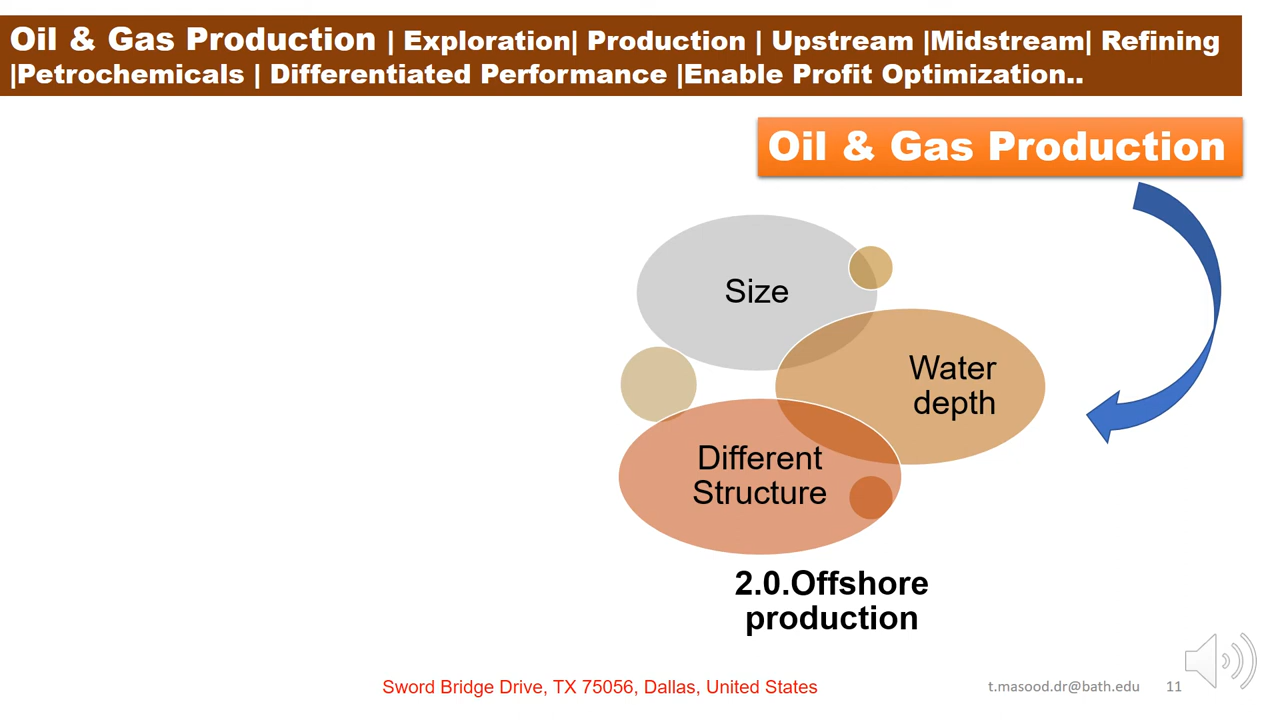 Oil & Gas Production | Exploration| Production | Upstream |Midstream| Refining
|Petrochemicals | Differentiated Performance |Enable Profit Optimization..
Oil & Gas Production
Size
Water
depth
Different
Structure
2.0.Offshore
production
Sword Bridge Drive, TX 75056, Dallas, United States
t.masood.dr@bath.edu
11